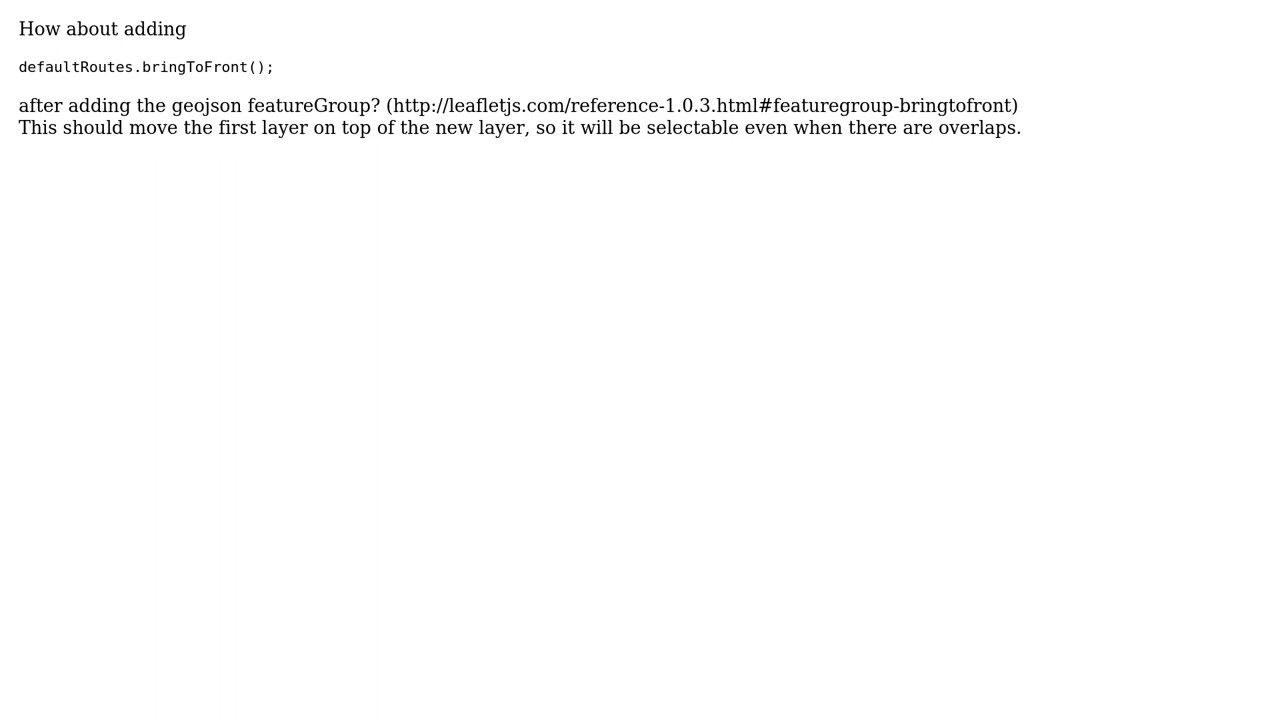 How about adding
defaultRoutes.bringToFront();
after adding the geojson featureGroup? (http://leafletjs.com/reference-1.0.3.html#featuregroup-bringtofront)
This should move the first layer on top of the new layer, so it will be selectable even when there are overlaps.